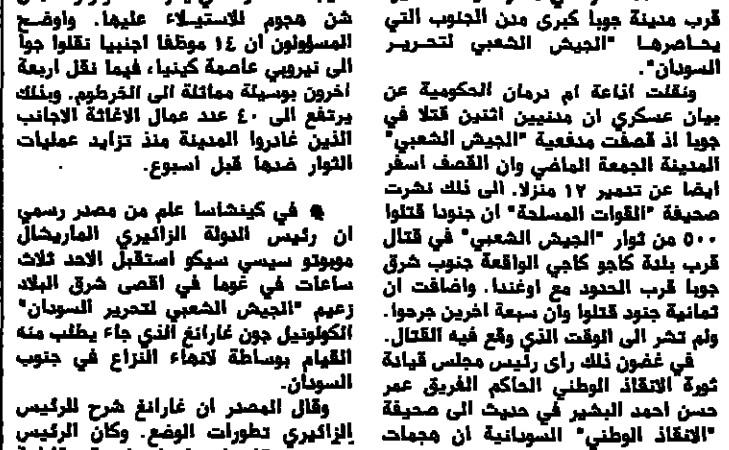 قرب مدينة جوبا كبرى مدن الجنوب التي
يحـاصرهـا "الجيش الشعبي لتحريـر
السودان".
ونقلت اذاعة ام درمان الحكومية عن
بيان عسكري ان مدنيين اثنين قتلا في
جوبا اذ قصفت مدفعية "الجيش الشعبي"
المدينة الجمعة الماضي وان القصف اسفر
ايضا عن تدمير ١٢ منزلا. الى ذلك نشرت
صحيفة "القوات المسلحة" ان جنودا قتلوا
٥٠٠ من ثوار "الجيش الشعبي" في قتال
قرب بلدة كاجو كاجي الواقعة جنوب شرق
جوبا قرب الحدود مع اوغندا. واضافت ان
ثمانية جنود قتلوا وان سبعة اخرين جرحوا.
ولم تشر الى الوقت الذي وقع فيه القتال.
في غضون ذلك راى رئيس مجلس قيادة
ثورة الانقاذ الوطني الحاكم الفريق عمر
حسن احمد البشير في حديث الى صحيفة
"الانقاذ الوطني" السودانية ان هجمات
شن هجوم للاستيـلاء عليها. واوضـح
المسؤولون ان ١٤ موظفا اجنبيا نقلوا جواً
الى نيروبي عاصمة كينياء فيما نقل اربعة
اخرون بوسيلة مماثلة الى الخرطوم. وبذلك
يرتفع الى ٤٠ عدد عمال الاغاثة الاجانب
الذين غادروا المدينة منذ تزايد عمليات
الثوار ضدها قبل اسبوع.
● في كينشاسا علم من مصدر رسمي
ان رئيس الدولة الزائيري الماريشال
موبوتو سيسي سيكو استقبل الاحد ثلاث
ساعات في غوما في اقصى شرق البلاد
زعيم "الجيش الشعبي لتحرير السودان"
الكولونيل جون غارانغ الذي جاء يطلب منه
القيام بوساطة لانهاء النزاع في جنوب
السودان.
وقال المصدر ان غارانغ شرح للرئيس
الزائيري تطورات الوضع. وكان الرئيس